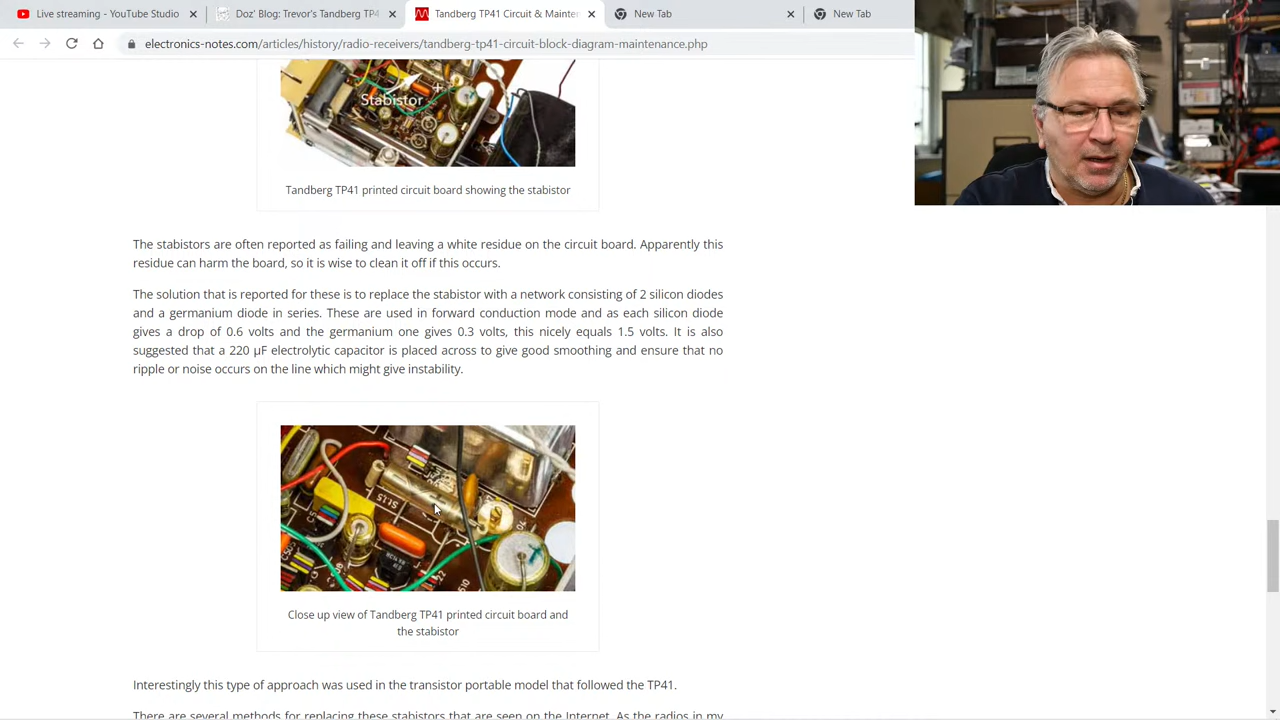 Live streaming - YouTube Studio
Doz' Blog: Trevor's Tandberg TP4
Tandberg TP41 Circuit & Mainten
New Tab
New Tab
electronics-notes.com/articles/history/radio-receivers/tandberg-tp41-circuit-block-diagram-maintenance.php
Stabistor
Tandberg TP41 printed circuit board showing the stabistor
The stabistors are often reported as failing and leaving a white residue on the circuit board. Apparently this
residue can harm the board, so it is wise to clean it off if this occurs.
The solution that is reported for these is to replace the stabistor with a network consisting of 2 silicon diodes
and a germanium diode in series. These are used in forward conduction mode and as each silicon diode
gives a drop of 0.6 volts and the germanium one gives 0.3 volts, this nicely equals 1.5 volts. It is also
suggested that a 220 μF electrolytic capacitor is placed across to give good smoothing and ensure that no
ripple or noise occurs on the line which might give instability.
SL15
Close up view of Tandberg TP41 printed circuit board and
the stabistor
Interestingly this type of approach was used in the transistor portable model that followed the TP41.
There are several methods for replacing these stabistors that are seen on the Internet. As the radios in my